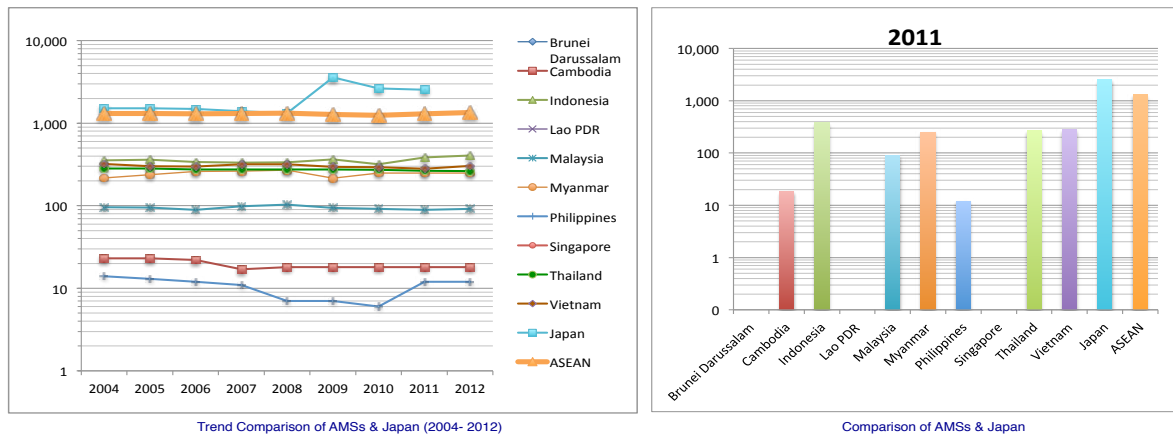 10,000
1,000
100
10
1
2004 2005 2006 2007 2008 2009 2010 2011 2012
Brunei
Darussalam
Cambodia
Indonesia
Lao PDR
Malaysia
Myanmar
Philippines
Singapore
Thailand
Vietnam
Japan
ASEAN
Trend Comparison of AMSs & Japan (2004- 2012)
2011
10,000
1,000
100
10
1
0
Brunei Darussalam
Cambodia
Indonesia
Lao PDR
Malaysia
Myanmar
Philippines
Singapore
Thailand
Vietnam
Japan
ASEAN
Comparison of AMSs & Japan